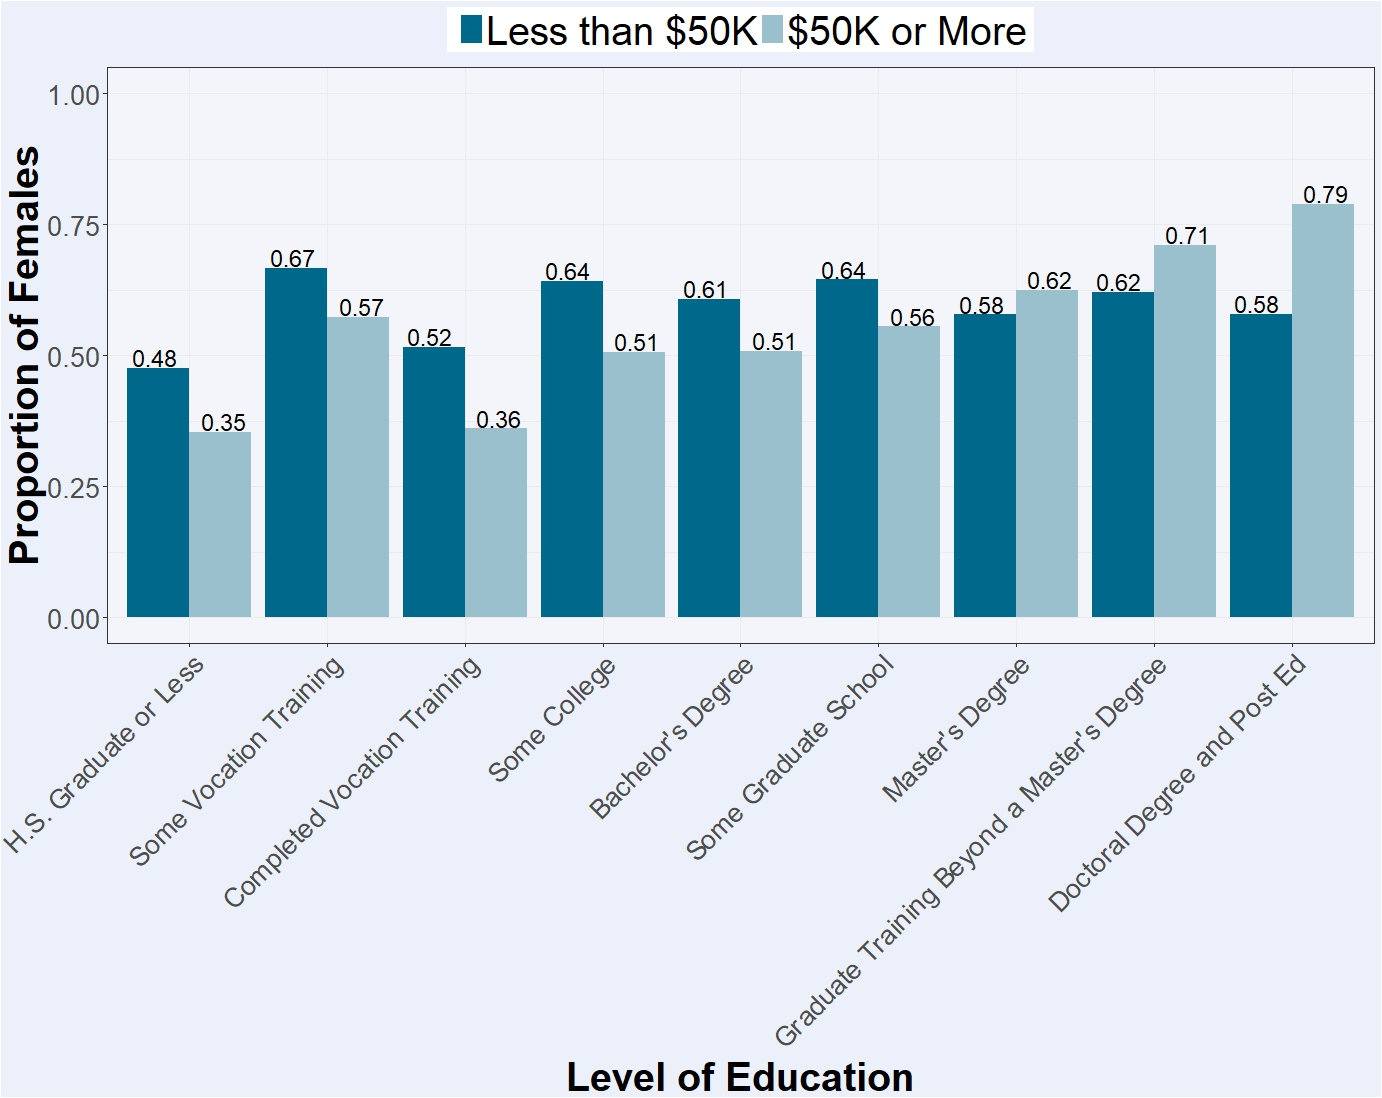 Less than $50K $50K or More
Proportion of Females
1.00
0.75
0.50
0.25
0.00
0.48
0.35
0.67
0.57
0.52
0.36
0.64
0.51
0.61
0.51
0.64
0.56
0.58
0.62
0.62
0.71
0.58
0.79
H.S. Graduate or Less
Some Vocation Training
Completed Vocation Training
Some College
Bachelor's Degree
Some Graduate School
Master's Degree
Graduate Training Beyond a Master's Degree
Doctoral Degree and Post Ed
Level of Education